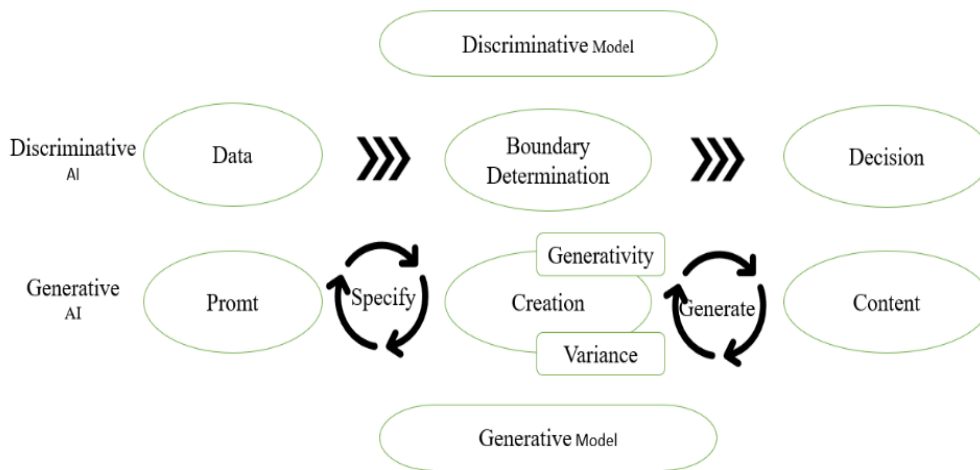 Discriminative Model
Discriminative
AI
Data
Boundary
Determination
Decision
Generativity
Generative
AI
Promt
Specify
Creation
Generate
Content
Variance
Generative Model